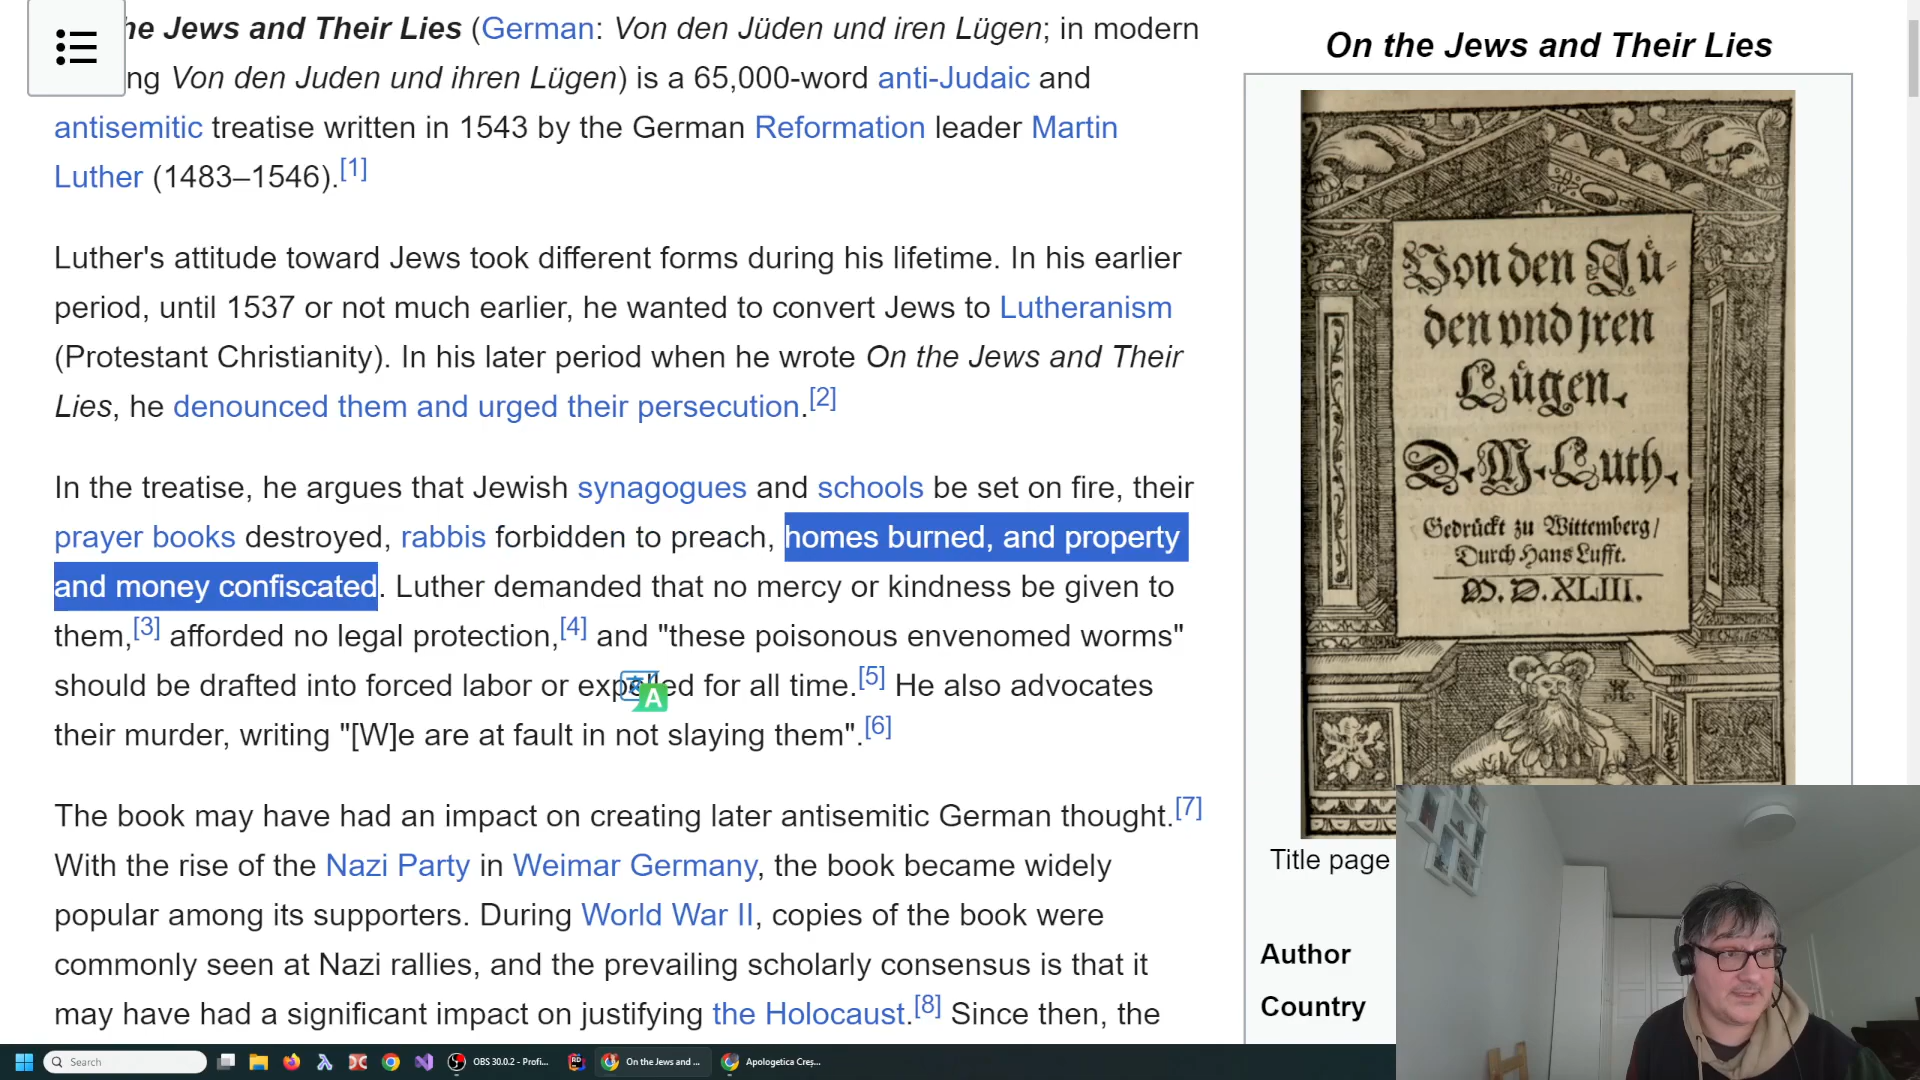 he Jews and Their Lies (German: Von den Jüden und iren Lügen; in modern
ng Von den Juden und ihren Lügen) is a 65,000-word anti-Judaic and
antisemitic treatise written in 1543 by the German Reformation leader Martin
Luther (1483–1546).[1]
Luther's attitude toward Jews took different forms during his lifetime. In his earlier
period, until 1537 or not much earlier, he wanted to convert Jews to Lutheranism
(Protestant Christianity). In his later period when he wrote On the Jews and Their
Lies, he denounced them and urged their persecution.[2]
In the treatise, he argues that Jewish synagogues and schools be set on fire, their
prayer books destroyed, rabbis forbidden to preach, homes burned, and property
and money confiscated. Luther demanded that no mercy or kindness be given to
them,[3] afforded no legal protection,[4] and "these poisonous envenomed worms"
should be drafted into forced labor or expelled for all time.[5] He also advocates
their murder, writing "[W]e are at fault in not slaying them".[6]
The book may have had an impact on creating later antisemitic German thought.[7]
With the rise of the Nazi Party in Weimar Germany, the book became widely
popular among its supporters. During World War II, copies of the book were
commonly seen at Nazi rallies, and the prevailing scholarly consensus is that it
may have had a significant impact on justifying the Holocaust.[8] Since then, the
On the Jews and Their Lies
Von den Jü-
den vnd jren
Lügen.
D. M. Luth.
Gedrückt zu Wittemberg/
Durch Hans Lufft.
M. D. XLIII.
Title page
Author
Country
A
Search
OBS 30.0.2 - Profi...
On the Jews and ...
Apologetica Creș...